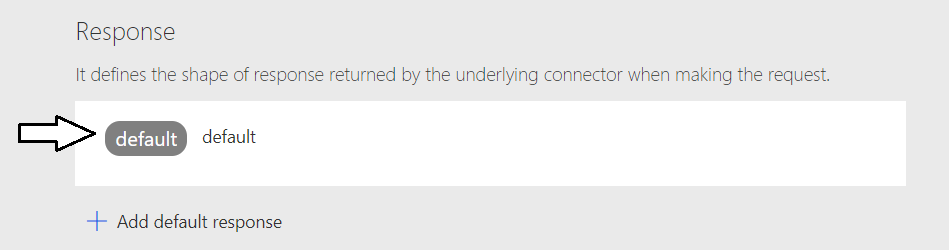 Response
It defines the shape of response returned by the underlying connector when making the request.
default default
Add default response